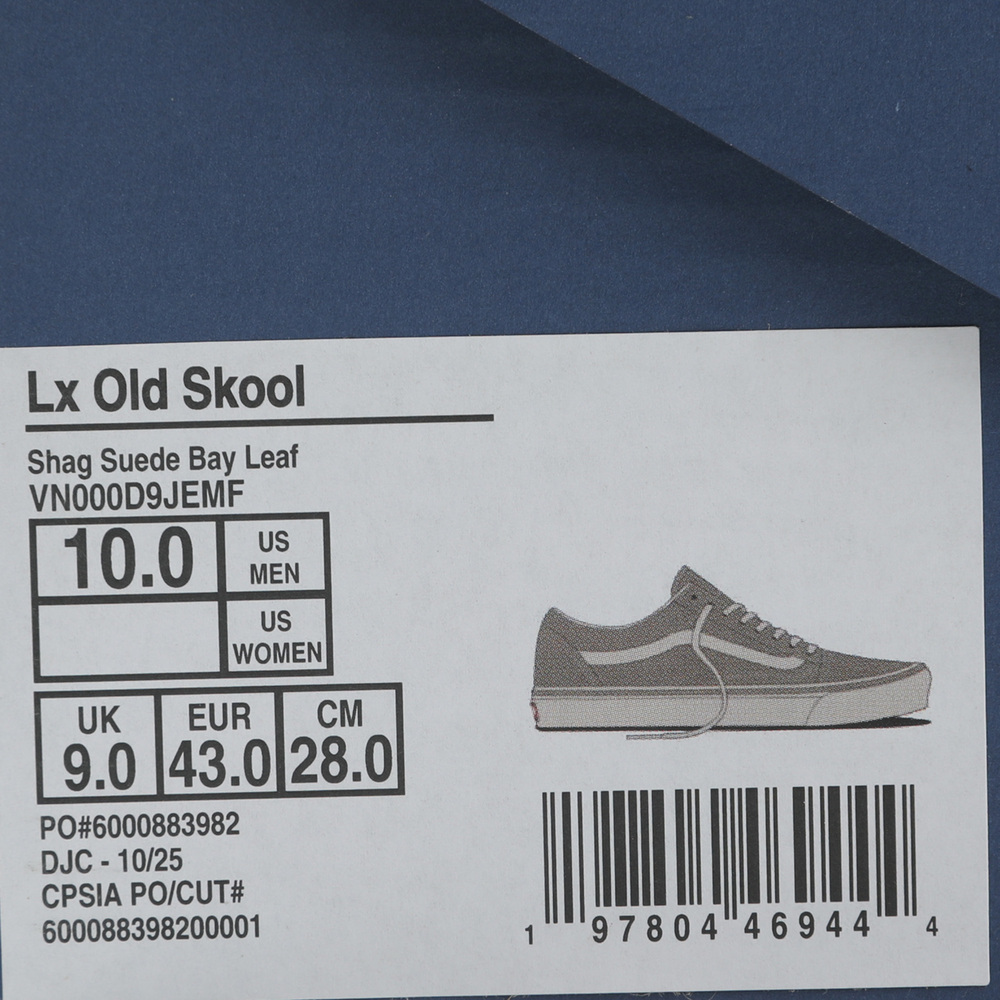 Lx Old Skool
Shag Suede Bay Leaf
VN000D9JEMF
10.0 US MEN
US WOMEN
UK EUR CM
9.0 43.0 28.0
PO#6000883982
DJC - 10/25
CPSIA PO/CUT#
600088398200001
1 97804 46944 4